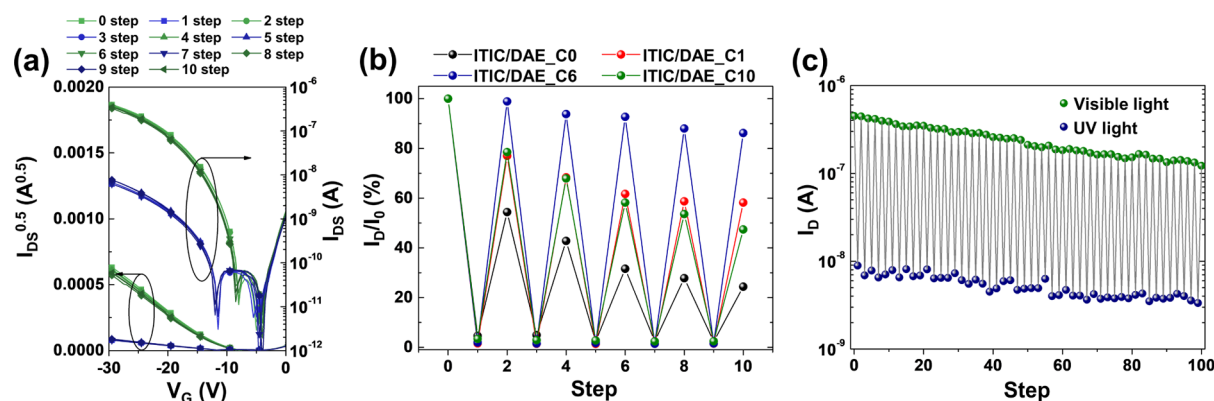 0 step 1 step 2 step
3 step 4 step 5 step
6 step 7 step 8 step
9 step 10 step
(a)
0.0020
0.0015
0.0010
0.0005
0.0000
I_DS^0.5 (A^0.5)
10^-6
10^-7
10^-8
10^-9
10^-10
10^-11
10^-12
I_DS (A)
-30 -20 -10 0
V_G (V)
(b)
ITIC/DAE_C0 ITIC/DAE_C1
ITIC/DAE_C6 ITIC/DAE_C10
100
80
60
40
20
0
I_D/I_0 (%)
0 2 4 6 8 10
Step
(c)
Visible light
UV light
10^-6
10^-7
10^-8
10^-9
I_D (A)
0 20 40 60 80 100
Step